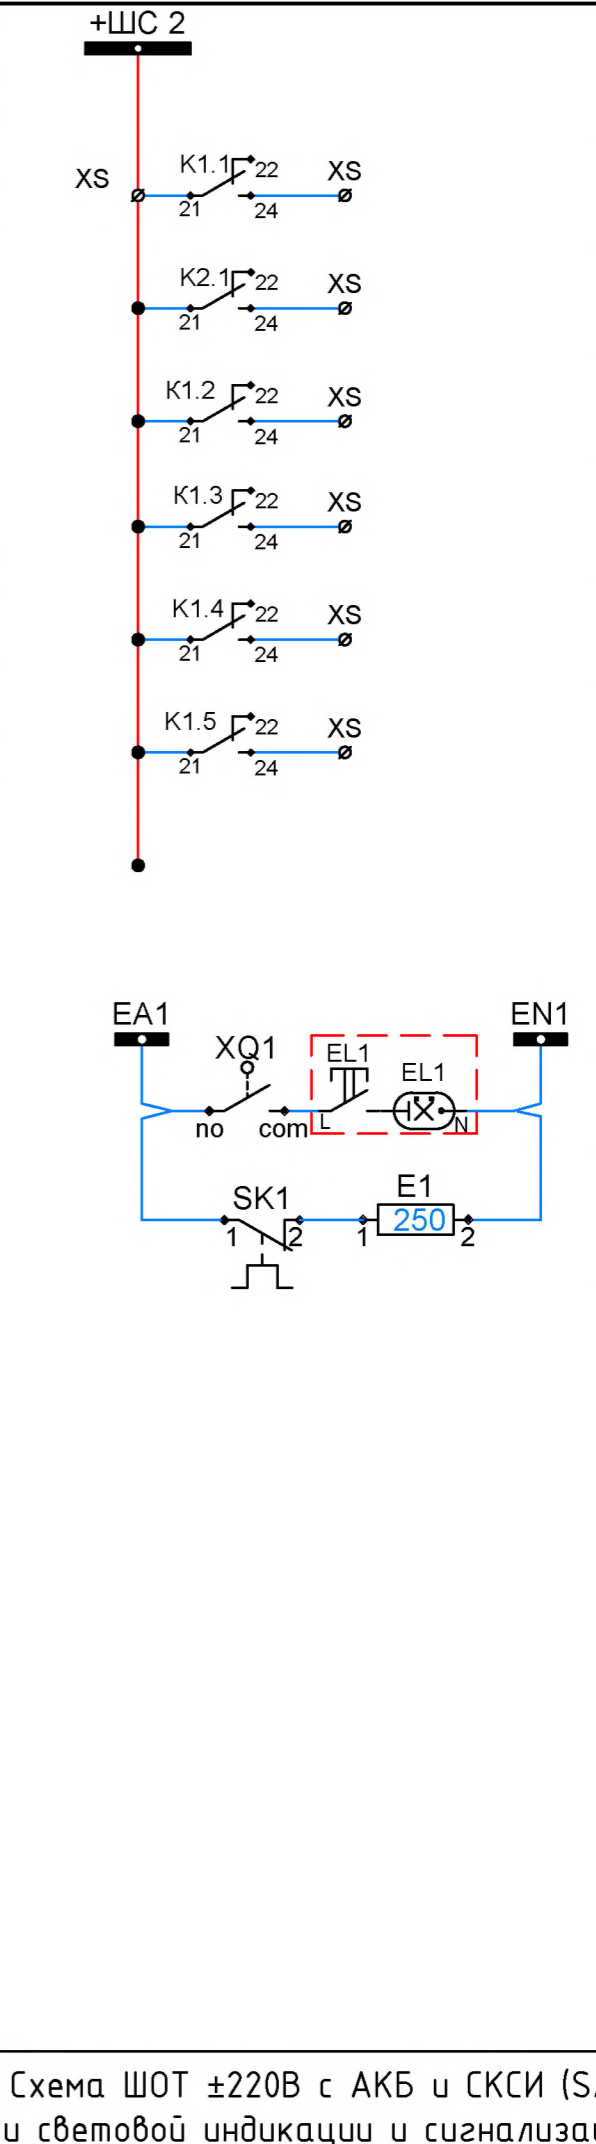 +ШС 2
XS K1.1 22 XS
21 24
K2.1 22 XS
21 24
K1.2 22 XS
21 24
K1.3 22 XS
21 24
K1.4 22 XS
21 24
K1.5 22 XS
21 24
EA1 EN1
XQ1 EL1 EL1
no com L N
SK1 E1
250
1 2 1 2
Схема ШОТ ±220В с АКБ и СКСИ
и световой индикации и